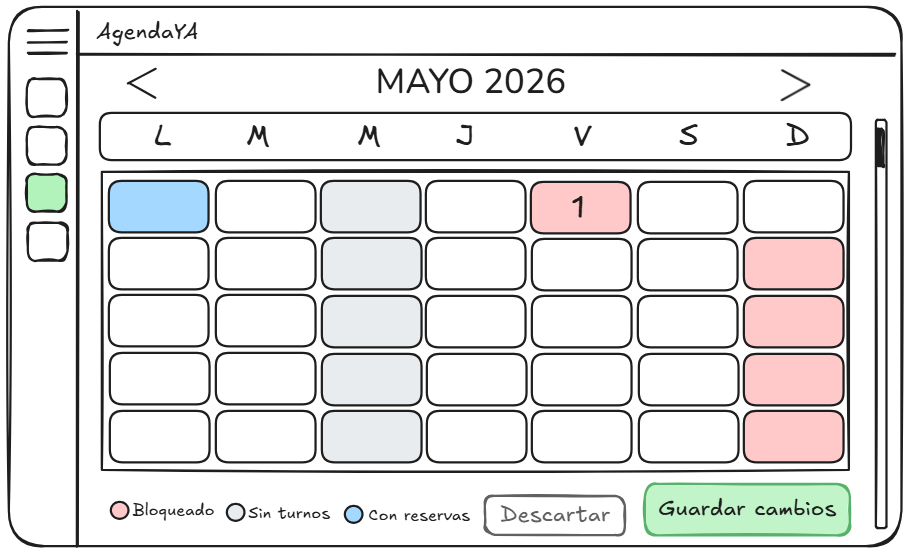 AgendaYA
MAYO 2026
L M M J V S D
1
Bloqueado Sin turnos Con reservas Descartar Guardar cambios